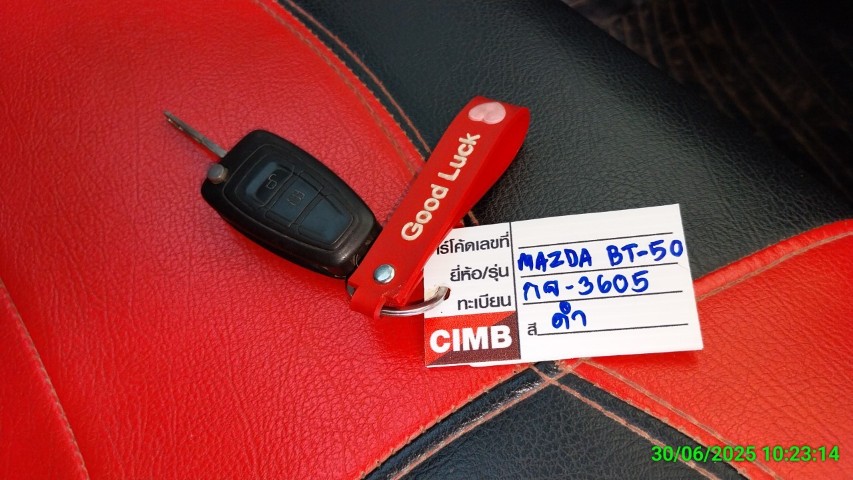 Good Luck
ร์โค้ดเลขที่
ยี่ห้อ/รุ่น MAZDA BT-50
ทะเบียน กจ-3605
CIMB สี ดำ
30/06/2025 10:23:14